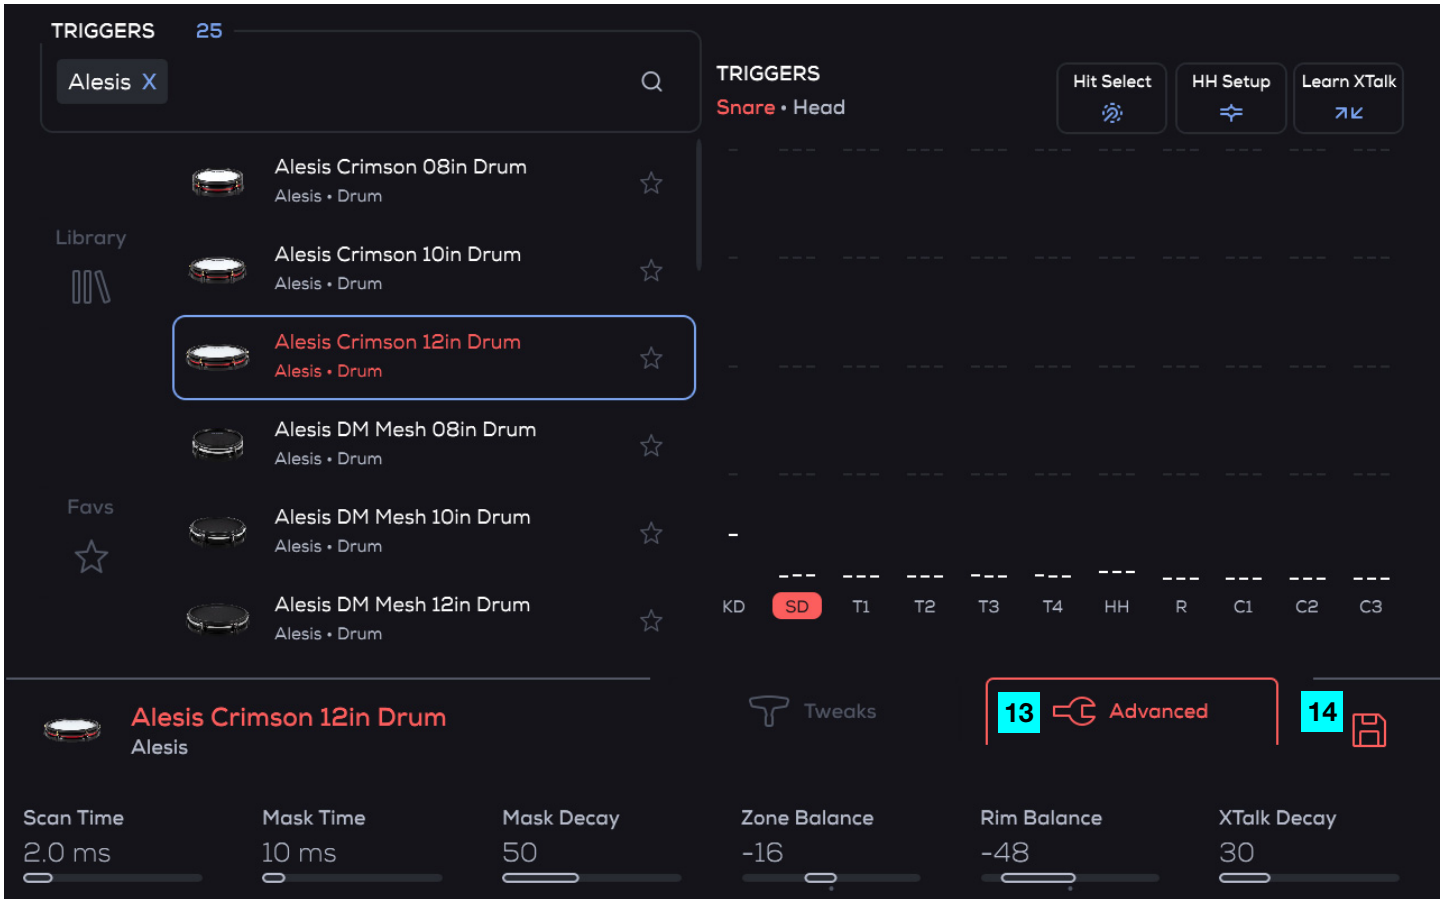 TRIGGERS 25
Alesis X
Library
Favs
Alesis Crimson 08in Drum
Alesis • Drum
Alesis Crimson 10in Drum
Alesis • Drum
Alesis Crimson 12in Drum
Alesis • Drum
Alesis DM Mesh 08in Drum
Alesis • Drum
Alesis DM Mesh 10in Drum
Alesis • Drum
Alesis DM Mesh 12in Drum
Alesis • Drum
TRIGGERS
Snare • Head
Hit Select
HH Setup
Learn XTalk
KD SD T1 T2 T3 T4 HH R C1 C2 C3
Alesis Crimson 12in Drum
Alesis
Tweaks
13 Advanced
14
Scan Time
2.0 ms
Mask Time
10 ms
Mask Decay
50
Zone Balance
-16
Rim Balance
-48
XTalk Decay
30